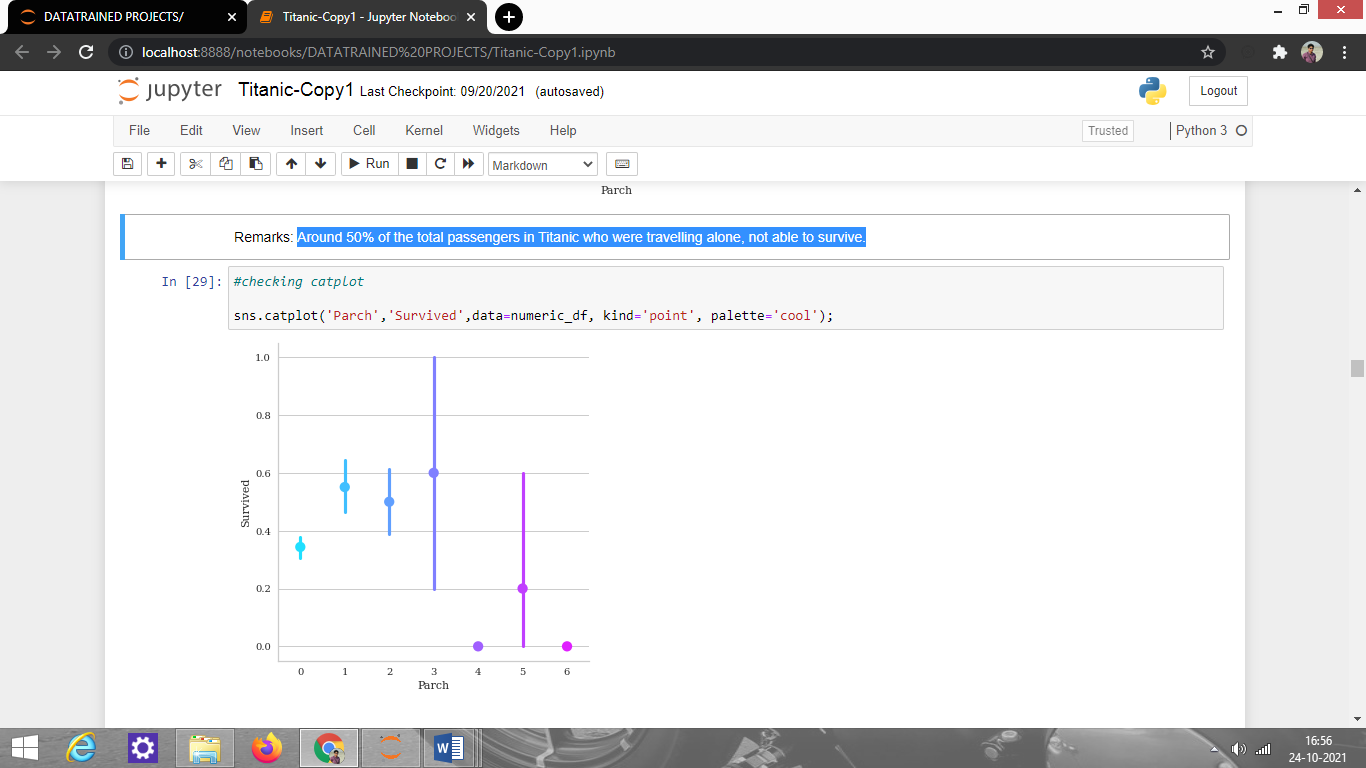 DATATRAINED PROJECTS/
Titanic-Copy1 - Jupyter Noteboo
localhost:8888/notebooks/DATATRAINED%20PROJECTS/Titanic-Copy1.ipynb
jupyter Titanic-Copy1 Last Checkpoint: 09/20/2021 (autosaved)
Logout
File Edit View Insert Cell Kernel Widgets Help
Trusted
Python 3
Run
Markdown
Parch
Remarks: Around 50% of the total passengers in Titanic who were travelling alone, not able to survive.
In [29]:
#checking catplot
sns.catplot('Parch','Survived',data=numeric_df, kind='point', palette='cool');
1.0
0.8
0.6
0.4
0.2
0.0
Survived
0 1 2 3 4 5 6
Parch
16:56
24-10-2021